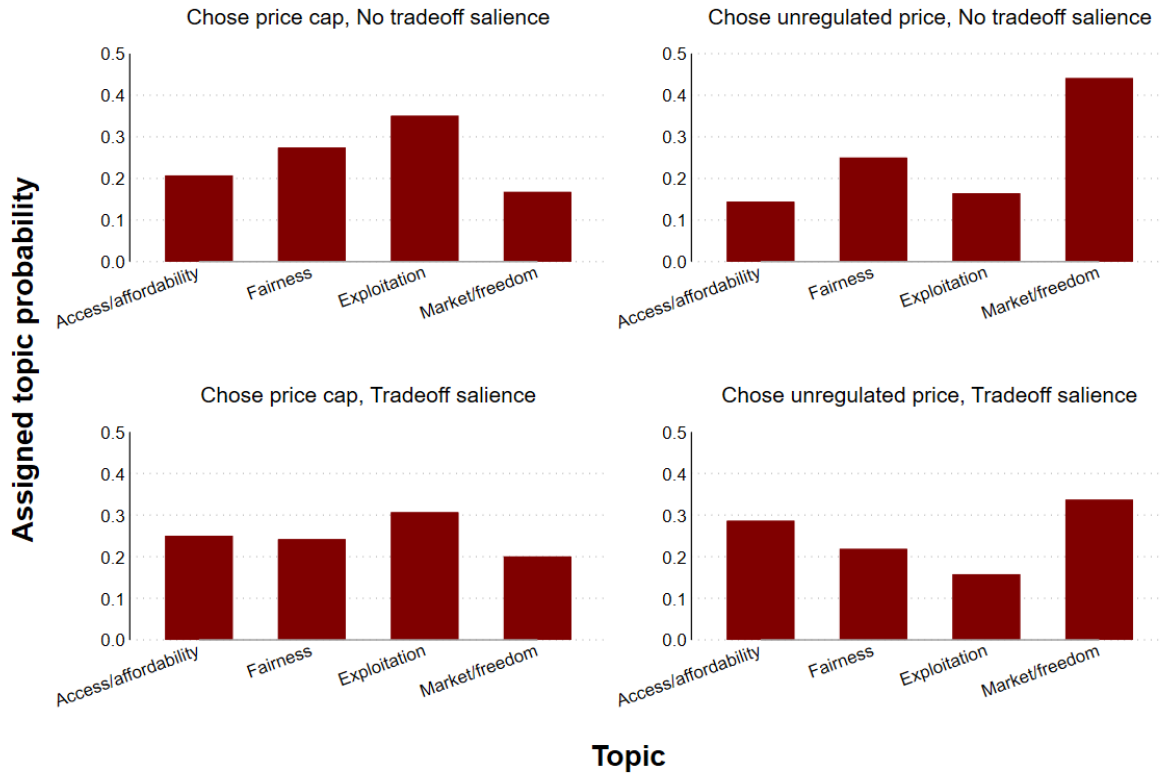 Chose price cap, No tradeoff salience
0.5
0.4
0.3
0.2
0.1
0.0
Access/affordability
Fairness
Exploitation
Market/freedom
Chose unregulated price, No tradeoff salience
0.5
0.4
0.3
0.2
0.1
0.0
Access/affordability
Fairness
Exploitation
Market/freedom
Assigned topic probability
Chose price cap, Tradeoff salience
0.5
0.4
0.3
0.2
0.1
0.0
Access/affordability
Fairness
Exploitation
Market/freedom
Chose unregulated price, Tradeoff salience
0.5
0.4
0.3
0.2
0.1
0.0
Access/affordability
Fairness
Exploitation
Market/freedom
Topic